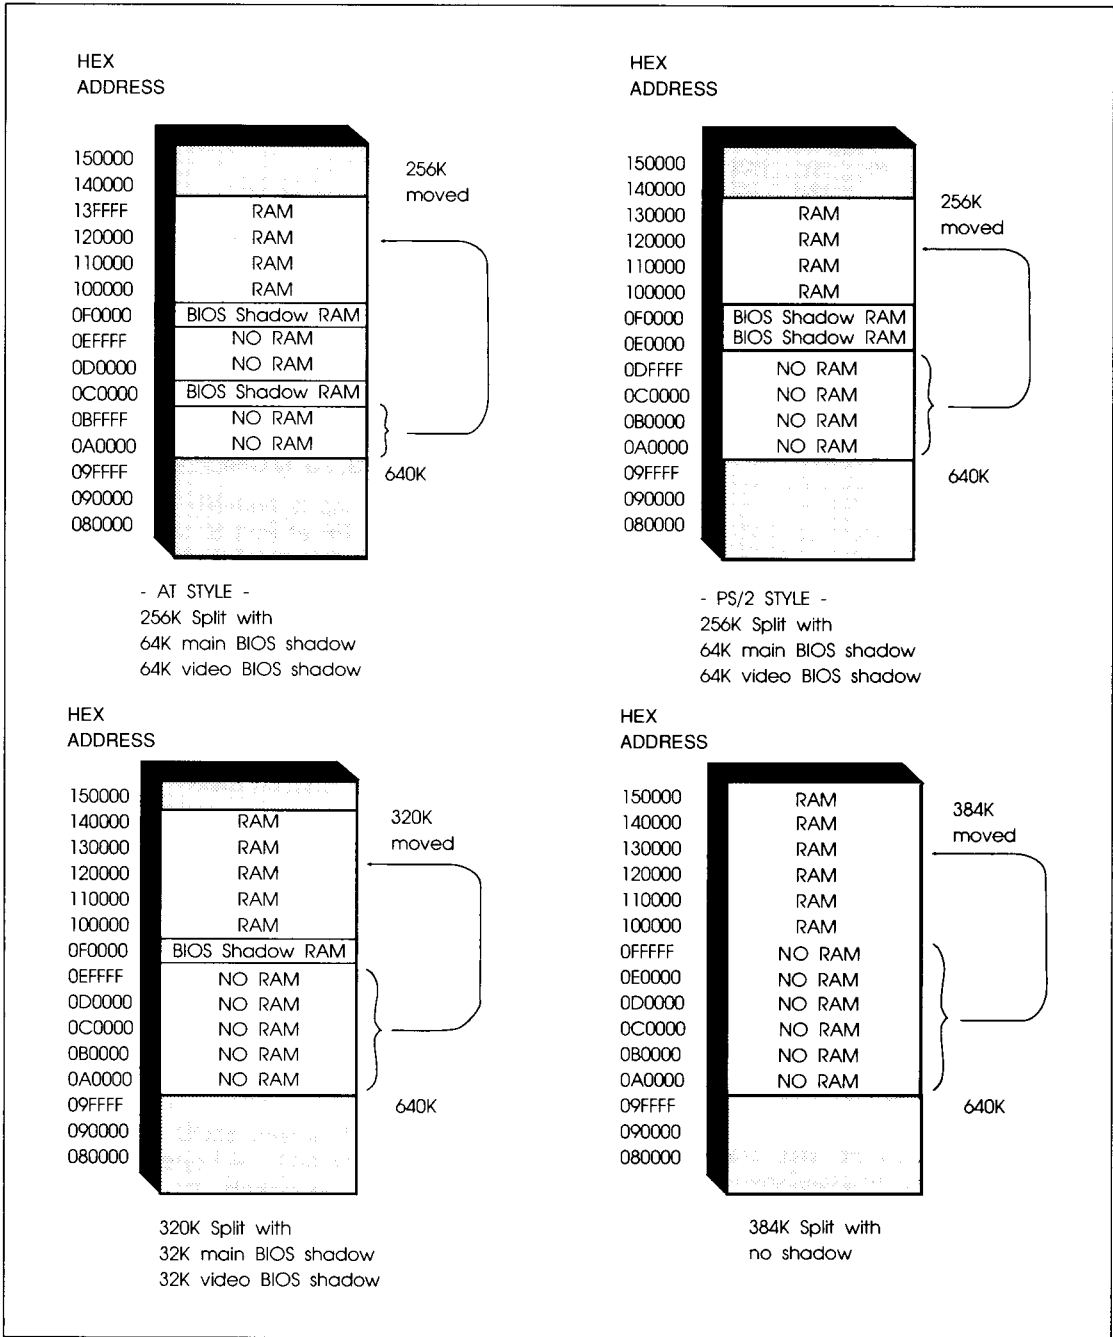 HEX
ADDRESS
150000
140000
13FFFF RAM
120000 RAM
110000 RAM
100000 RAM
0F0000 BIOS Shadow RAM
0EFFFF NO RAM
0D0000 NO RAM
0C0000 BIOS Shadow RAM
0BFFFF NO RAM
0A0000 NO RAM
09FFFF
090000
080000
256K
moved
640K
- AT STYLE -
256K Split with
64K main BIOS shadow
64K video BIOS shadow
HEX
ADDRESS
150000
140000
130000 RAM
120000 RAM
110000 RAM
100000 RAM
0F0000 BIOS Shadow RAM
0E0000 BIOS Shadow RAM
0DFFFF NO RAM
0C0000 NO RAM
0B0000 NO RAM
0A0000 NO RAM
09FFFF
090000
080000
256K
moved
640K
- PS/2 STYLE -
256K Split with
64K main BIOS shadow
64K video BIOS shadow
HEX
ADDRESS
150000
140000 RAM
130000 RAM
120000 RAM
110000 RAM
100000 RAM
0F0000 BIOS Shadow RAM
0EFFFF NO RAM
0D0000 NO RAM
0C0000 NO RAM
0B0000 NO RAM
0A0000 NO RAM
09FFFF
090000
080000
320K
moved
640K
320K Split with
32K main BIOS shadow
32K video BIOS shadow
HEX
ADDRESS
150000 RAM
140000 RAM
130000 RAM
120000 RAM
110000 RAM
100000 RAM
0FFFFF NO RAM
0E0000 NO RAM
0D0000 NO RAM
0C0000 NO RAM
0B0000 NO RAM
0A0000 NO RAM
09FFFF
090000
080000
384K
moved
640K
384K Split with
no shadow